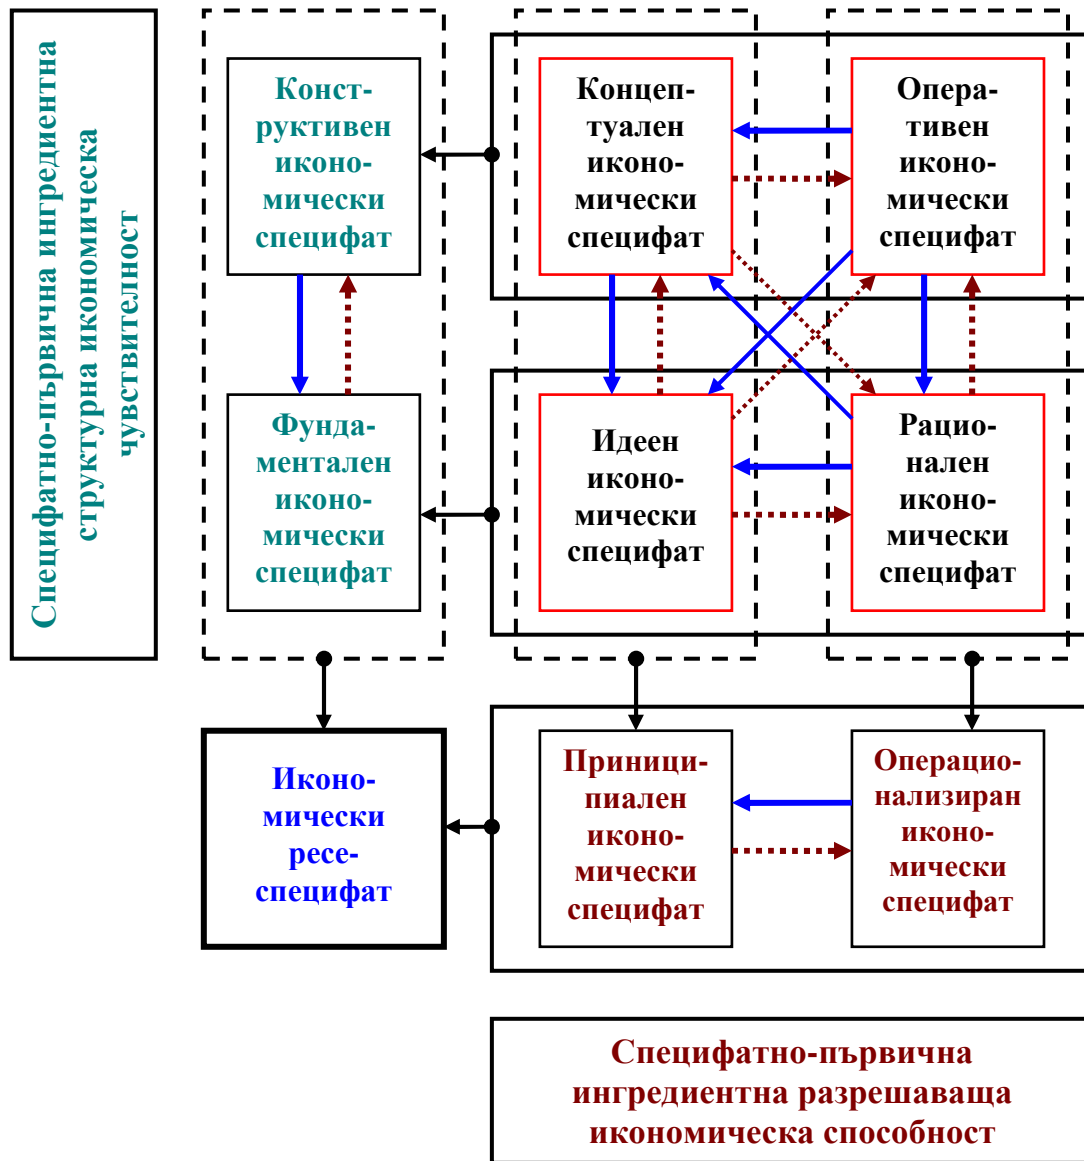 Специфатно-първична ингредиентна
структурна икономическа
чувствителност
Конст-
руктивен
иконо-
мически
специфат
Концеп-
туален
иконо-
мически
специфат
Опера-
тивен
иконо-
мически
специфат
Фунда-
ментален
иконо-
мически
специфат
Идеен
иконо-
мически
специфат
Рацио-
нален
иконо-
мически
специфат
Иконо-
мически
ресе-
специфат
Приници-
пиален
иконо-
мически
специфат
Операцио-
нализиран
иконо-
мически
специфат
Специфатно-първична
ингредиентна разрешаваща
икономическа способност